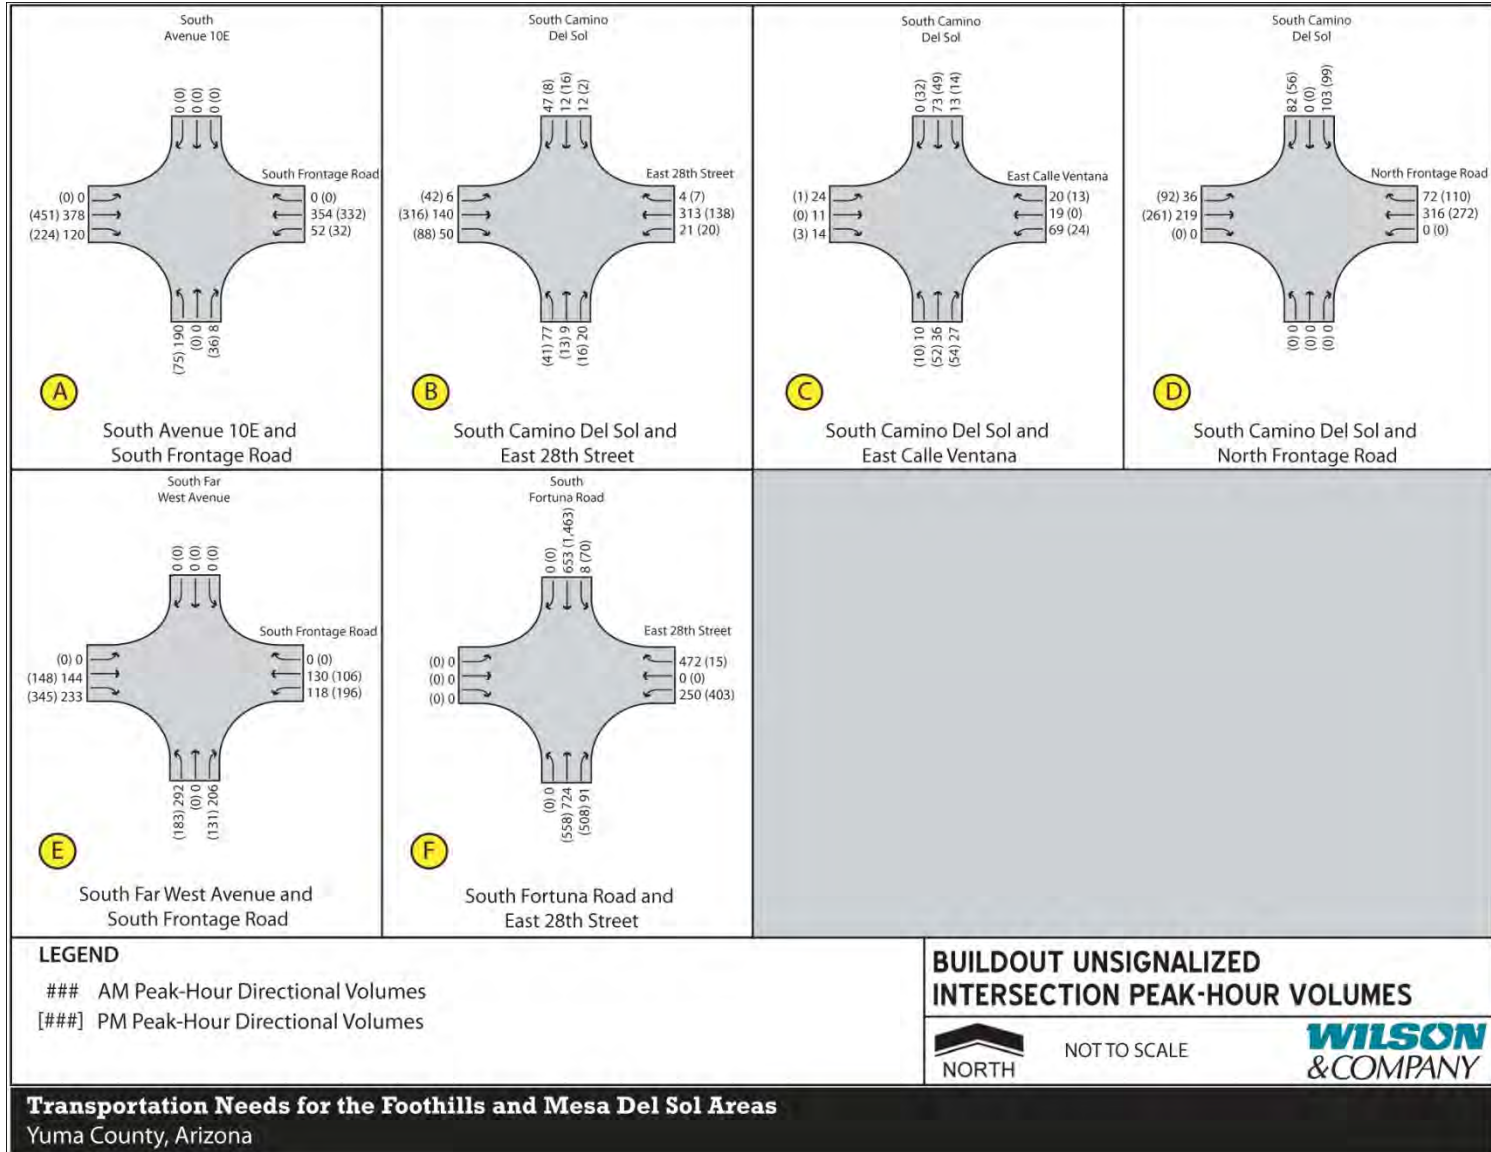 South
Avenue 10E
0 (0)
0 (0)
0 (0)
South Frontage Road
(0) 0
(451) 378
(224) 120
0 (0)
354 (332)
52 (32)
(75) 190
(0) 0
(36) 8
A
South Avenue 10E and
South Frontage Road
South Camino
Del Sol
47 (8)
12 (16)
12 (2)
East 28th Street
(42) 6
(316) 140
(88) 50
4 (7)
313 (138)
21 (20)
(41) 77
(13) 9
(16) 20
B
South Camino Del Sol and
East 28th Street
South Camino
Del Sol
0 (32)
73 (49)
13 (14)
East Calle Ventana
(1) 24
(0) 11
(3) 14
20 (13)
19 (0)
69 (24)
(10) 10
(52) 36
(54) 27
C
South Camino Del Sol and
East Calle Ventana
South Camino
Del Sol
82 (56)
0 (0)
103 (99)
North Frontage Road
(92) 36
(261) 219
(0) 0
72 (110)
316 (272)
0 (0)
(0) 0
(0) 0
(0) 0
D
South Camino Del Sol and
North Frontage Road
South Far
West Avenue
0 (0)
0 (0)
0 (0)
South Frontage Road
(0) 0
(148) 144
(345) 233
0 (0)
130 (106)
118 (196)
(183) 292
(0) 0
(131) 206
E
South Far West Avenue and
South Frontage Road
South
Fortuna Road
0 (0)
653 (1,463)
8 (70)
East 28th Street
(0) 0
(0) 0
(0) 0
472 (15)
0 (0)
250 (403)
(0) 0
(558) 724
(508) 91
F
South Fortuna Road and
East 28th Street
LEGEND
### AM Peak-Hour Directional Volumes
[###] PM Peak-Hour Directional Volumes
BUILDOUT UNSIGNALIZED
INTERSECTION PEAK-HOUR VOLUMES
NORTH
NOT TO SCALE
WILSON
&COMPANY
Transportation Needs for the Foothills and Mesa Del Sol Areas
Yuma County, Arizona